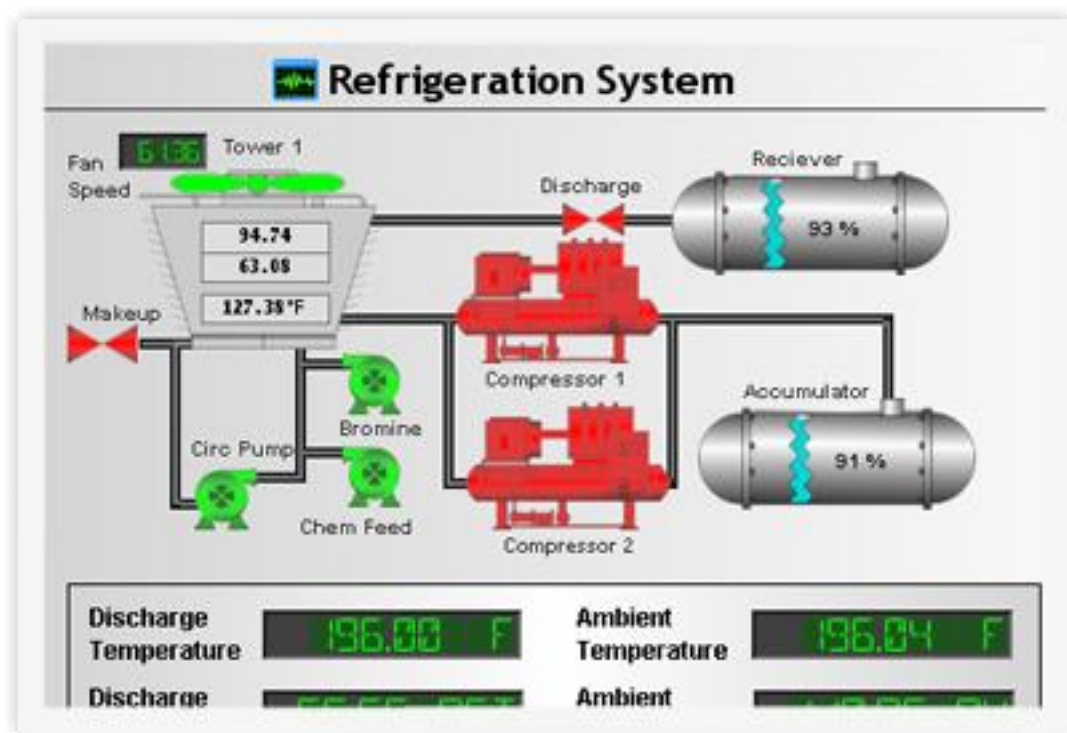 Refrigeration System
Fan
Speed
Tower 1
94.74
63.08
127.38°F
Makeup
Discharge
Reciever
93 %
Compressor 1
Bromine
Circ Pump
Chem Feed
Compressor 2
Accumulator
91 %
Discharge
Temperature
196.00 F
Ambient
Temperature
196.04 F
Discharge
Ambient